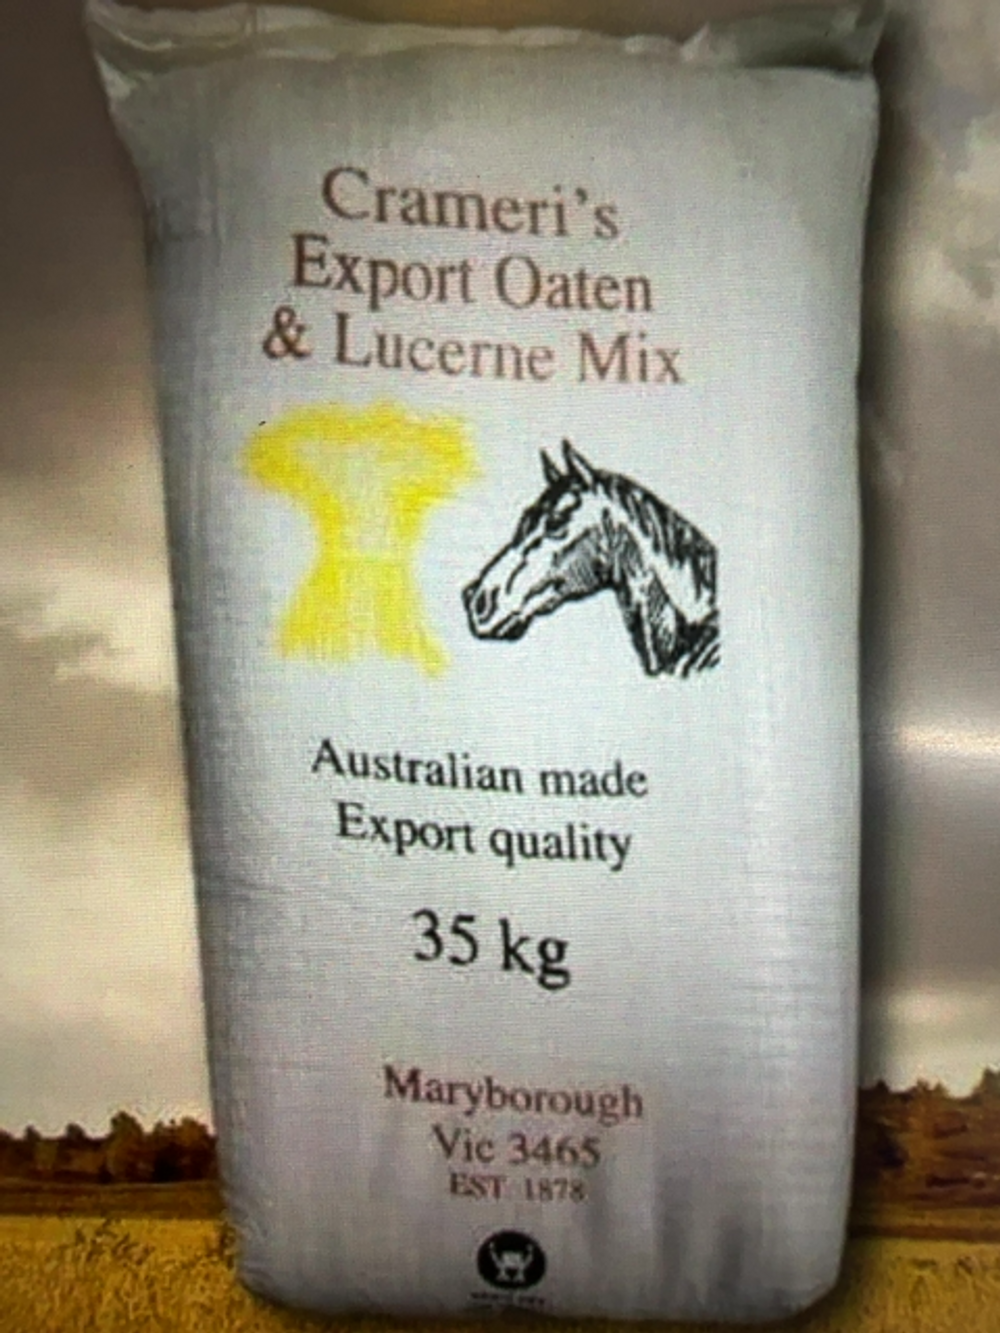 Crameri's
Export Oaten
& Lucerne Mix
Australian made
Export quality
35 kg
Maryborough
Vic 3465
EST 1878